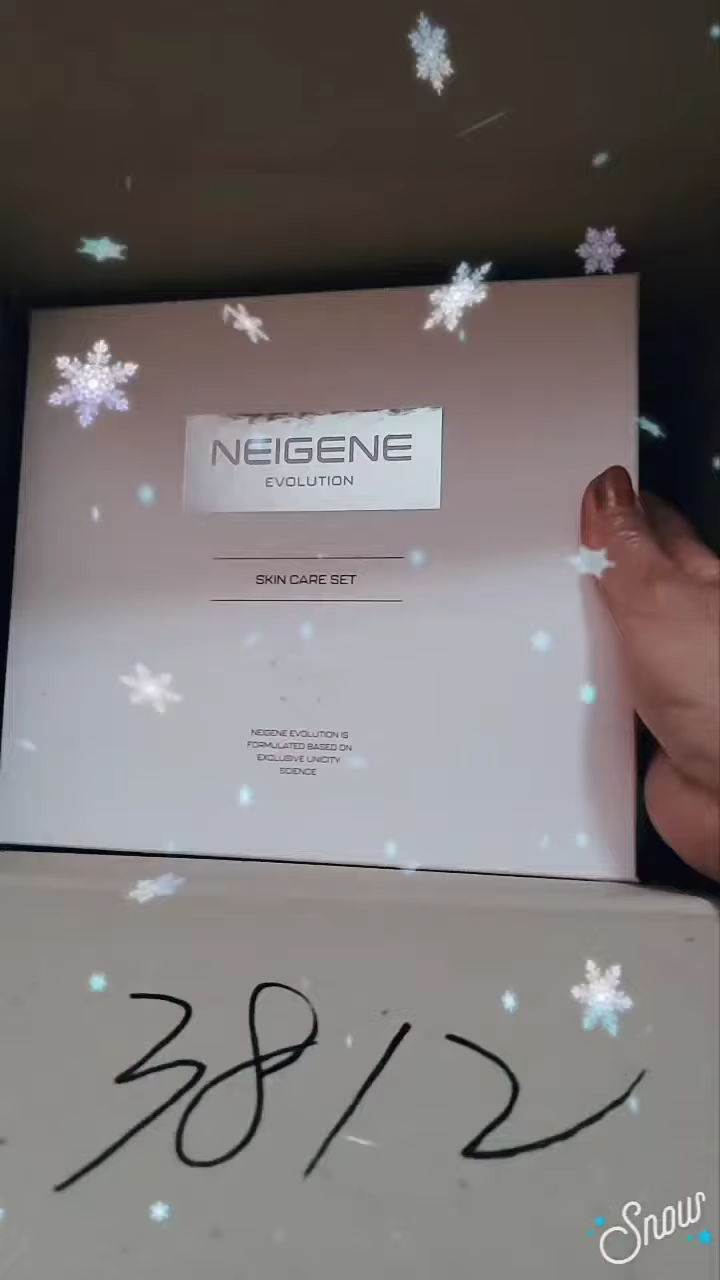 NEIGENE
EVOLUTION
SKIN CARE SET
NEIGENE EVOLUTION IS
FORMULATED BASED ON
EXCLUSIVE UNICITY
SCIENCE
3812
Snow